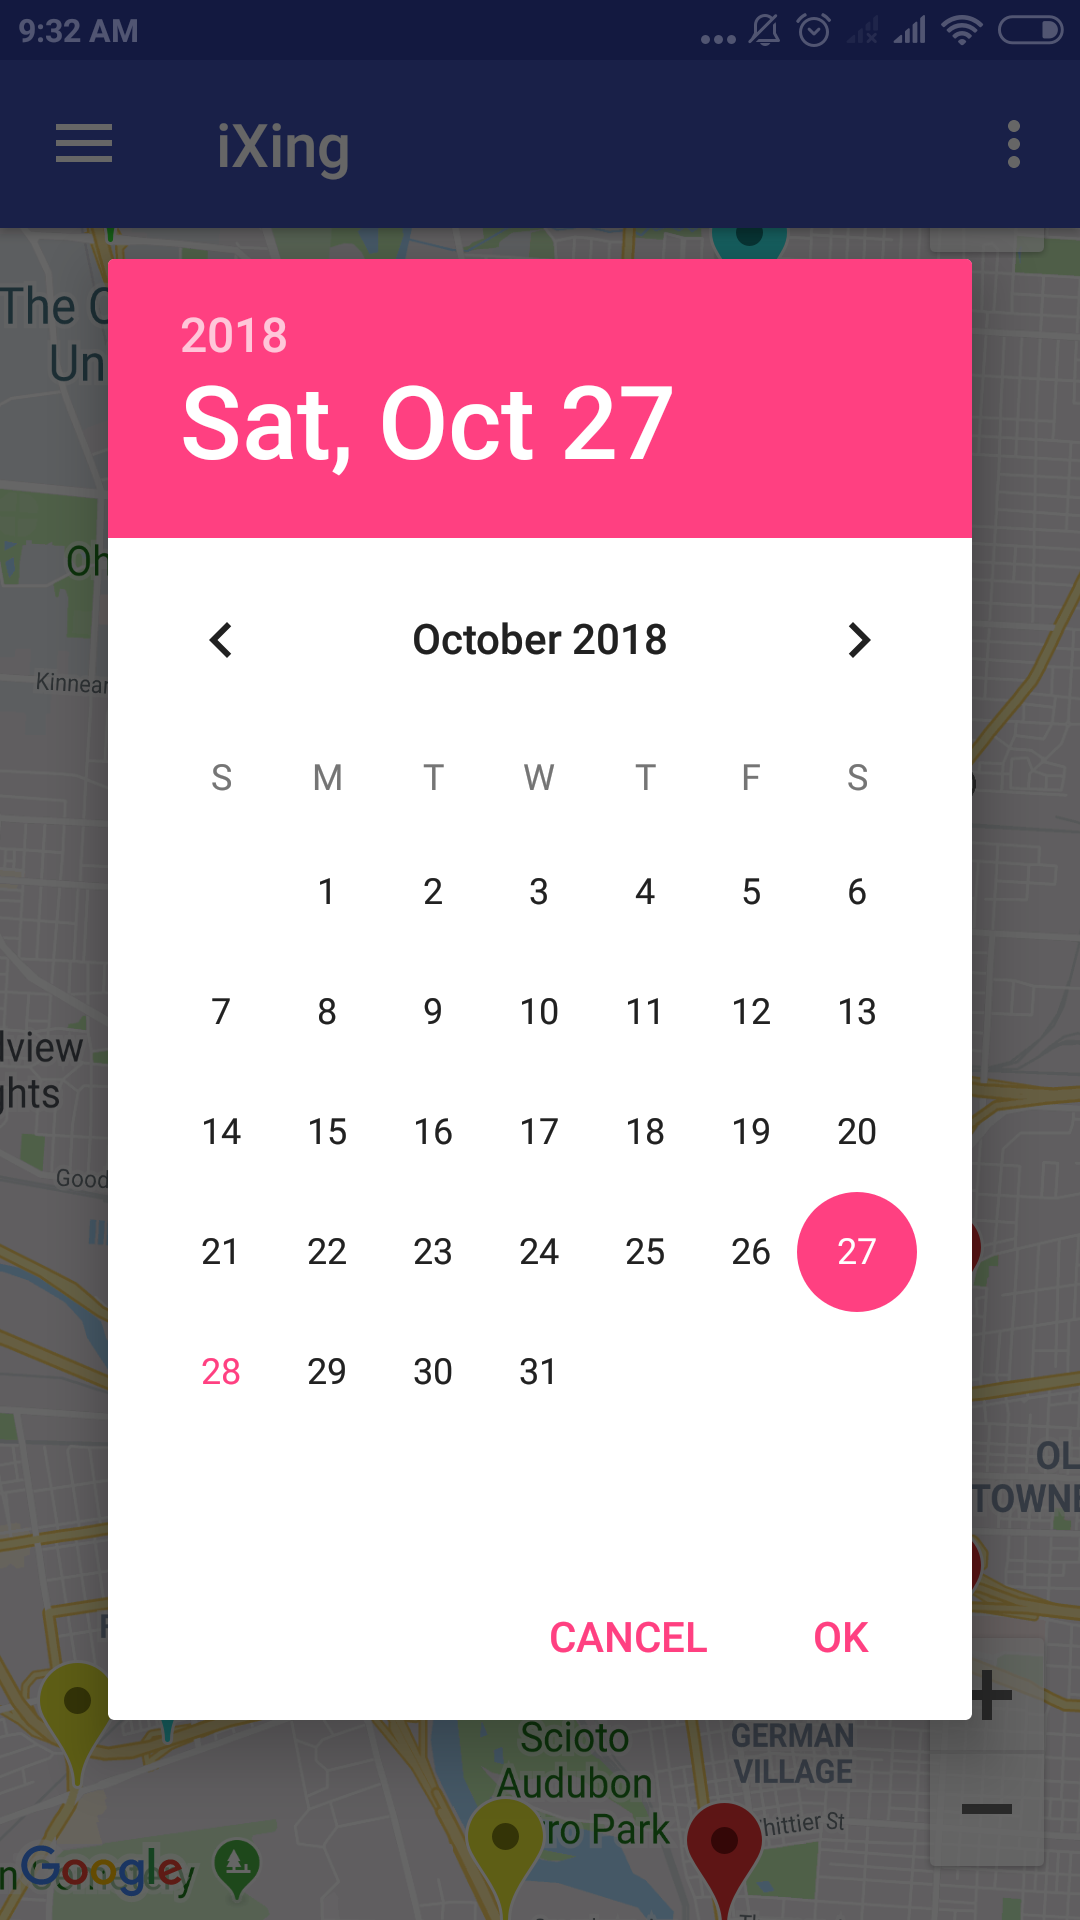 9:32 AM
iXing
The
Un
2018
Sat, Oct 27
Oh
October 2018
Kinnear
S M T W T F S
1 2 3 4 5 6
7 8 9 10 11 12 13
lview
14 15 16 17 18 19 20
Good
21 22 23 24 25 26 27
28 29 30 31
OL
TOWNE
CANCEL OK
Scioto
Audubon
ro Park
GERMAN
VILLAGE
hittier St
Google